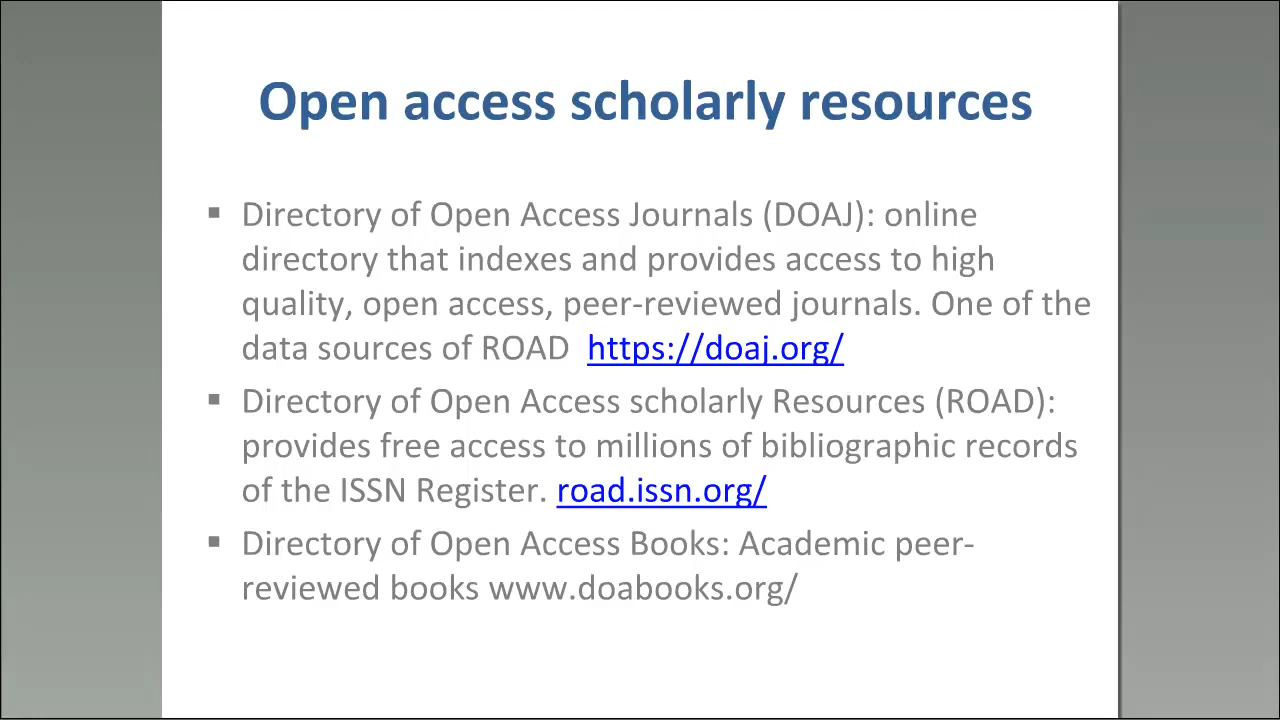 Open access scholarly resources
▪ Directory of Open Access Journals (DOAJ): online
directory that indexes and provides access to high
quality, open access, peer-reviewed journals. One of the
data sources of ROAD https://doaj.org/
▪ Directory of Open Access scholarly Resources (ROAD):
provides free access to millions of bibliographic records
of the ISSN Register. road.issn.org/
▪ Directory of Open Access Books: Academic peer-
reviewed books www.doabooks.org/